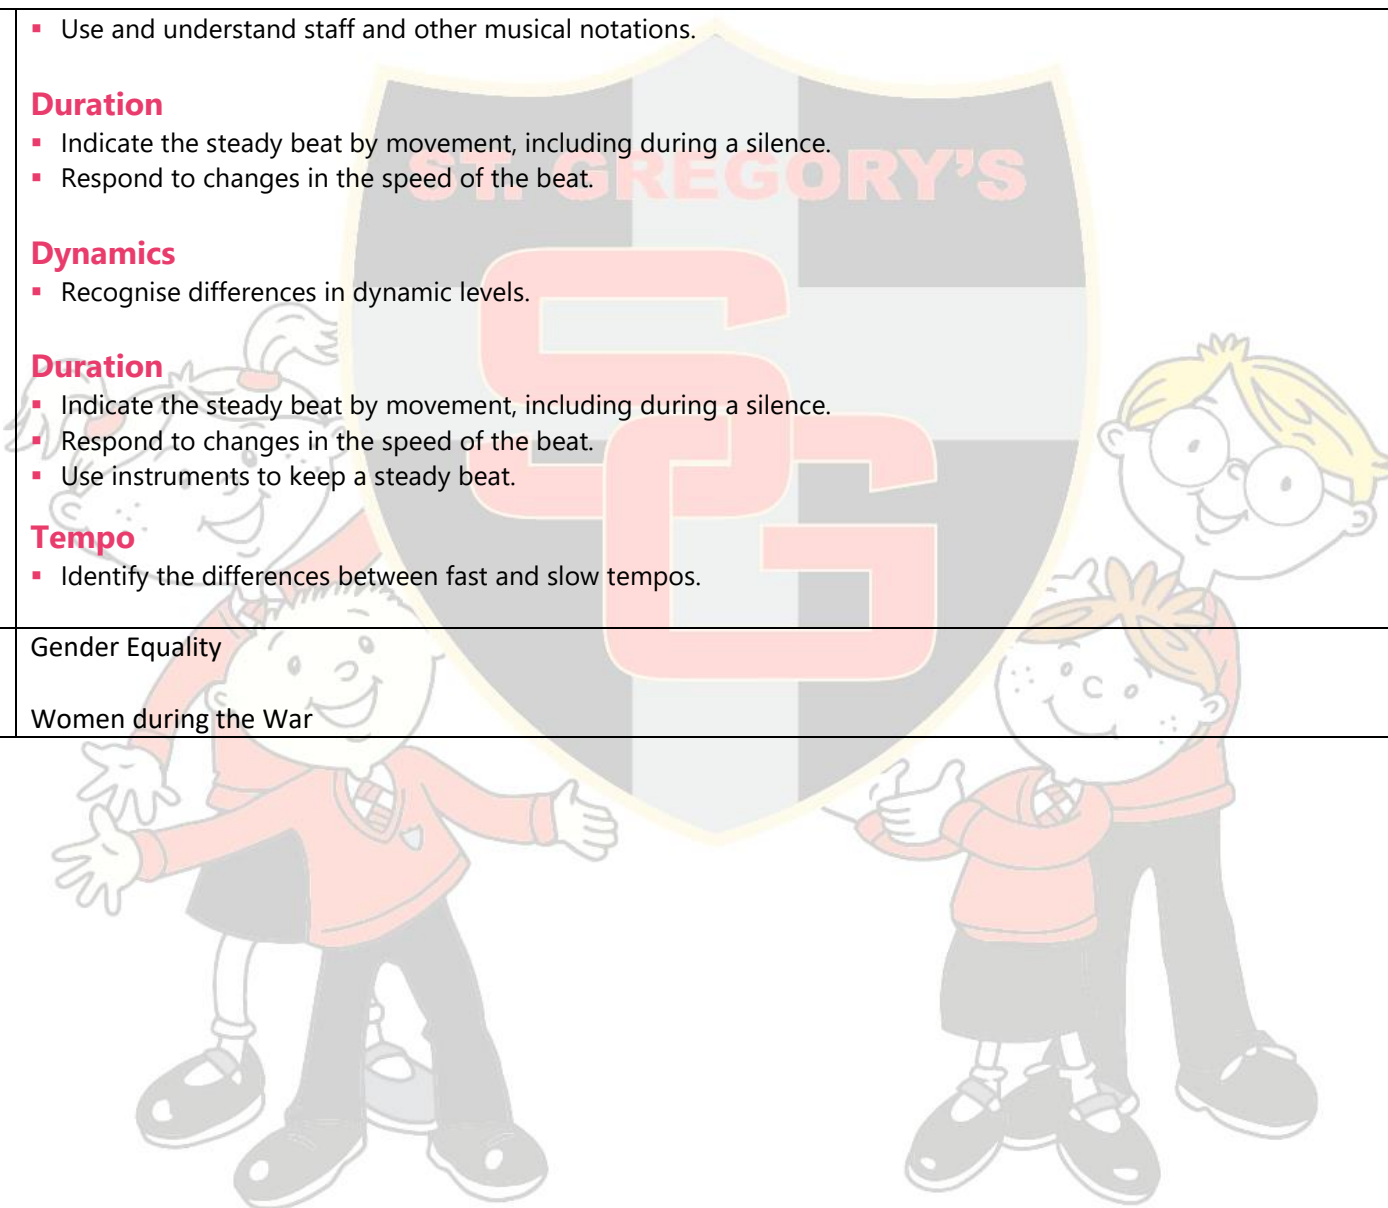 ▪ Use and understand staff and other musical notations.
Duration
▪ Indicate the steady beat by movement, including during a silence.
▪ Respond to changes in the speed of the beat.
ST. GREGORY'S
Dynamics
▪ Recognise differences in dynamic levels.
Duration
▪ Indicate the steady beat by movement, including during a silence.
▪ Respond to changes in the speed of the beat.
▪ Use instruments to keep a steady beat.
SG
Tempo
▪ Identify the differences between fast and slow tempos.
Gender Equality
Women during the War